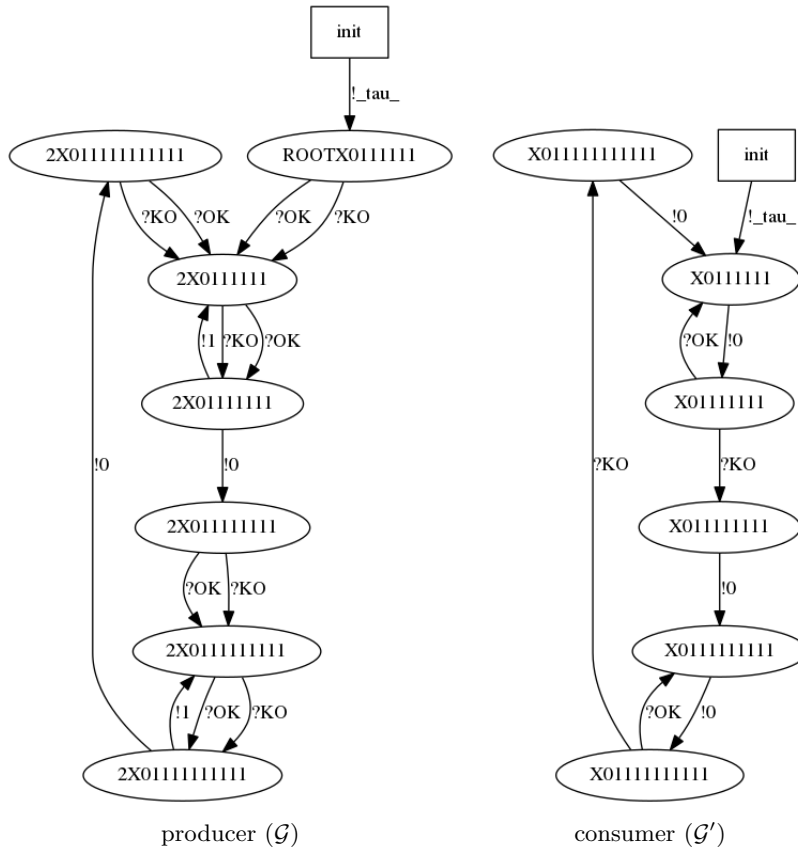 init
!_tau_
2X011111111111
ROOTX0111111
?KO
?OK
?OK
?KO
2X0111111
!1
?KO
?OK
2X01111111
!0
!0
2X011111111
?OK
?KO
2X0111111111
!1
?OK
?KO
2X01111111111
producer (G)
X011111111111
init
!0
!_tau_
X0111111
?OK
!0
X01111111
?KO
?KO
X011111111
!0
X0111111111
?OK
!0
X01111111111
consumer (G′)